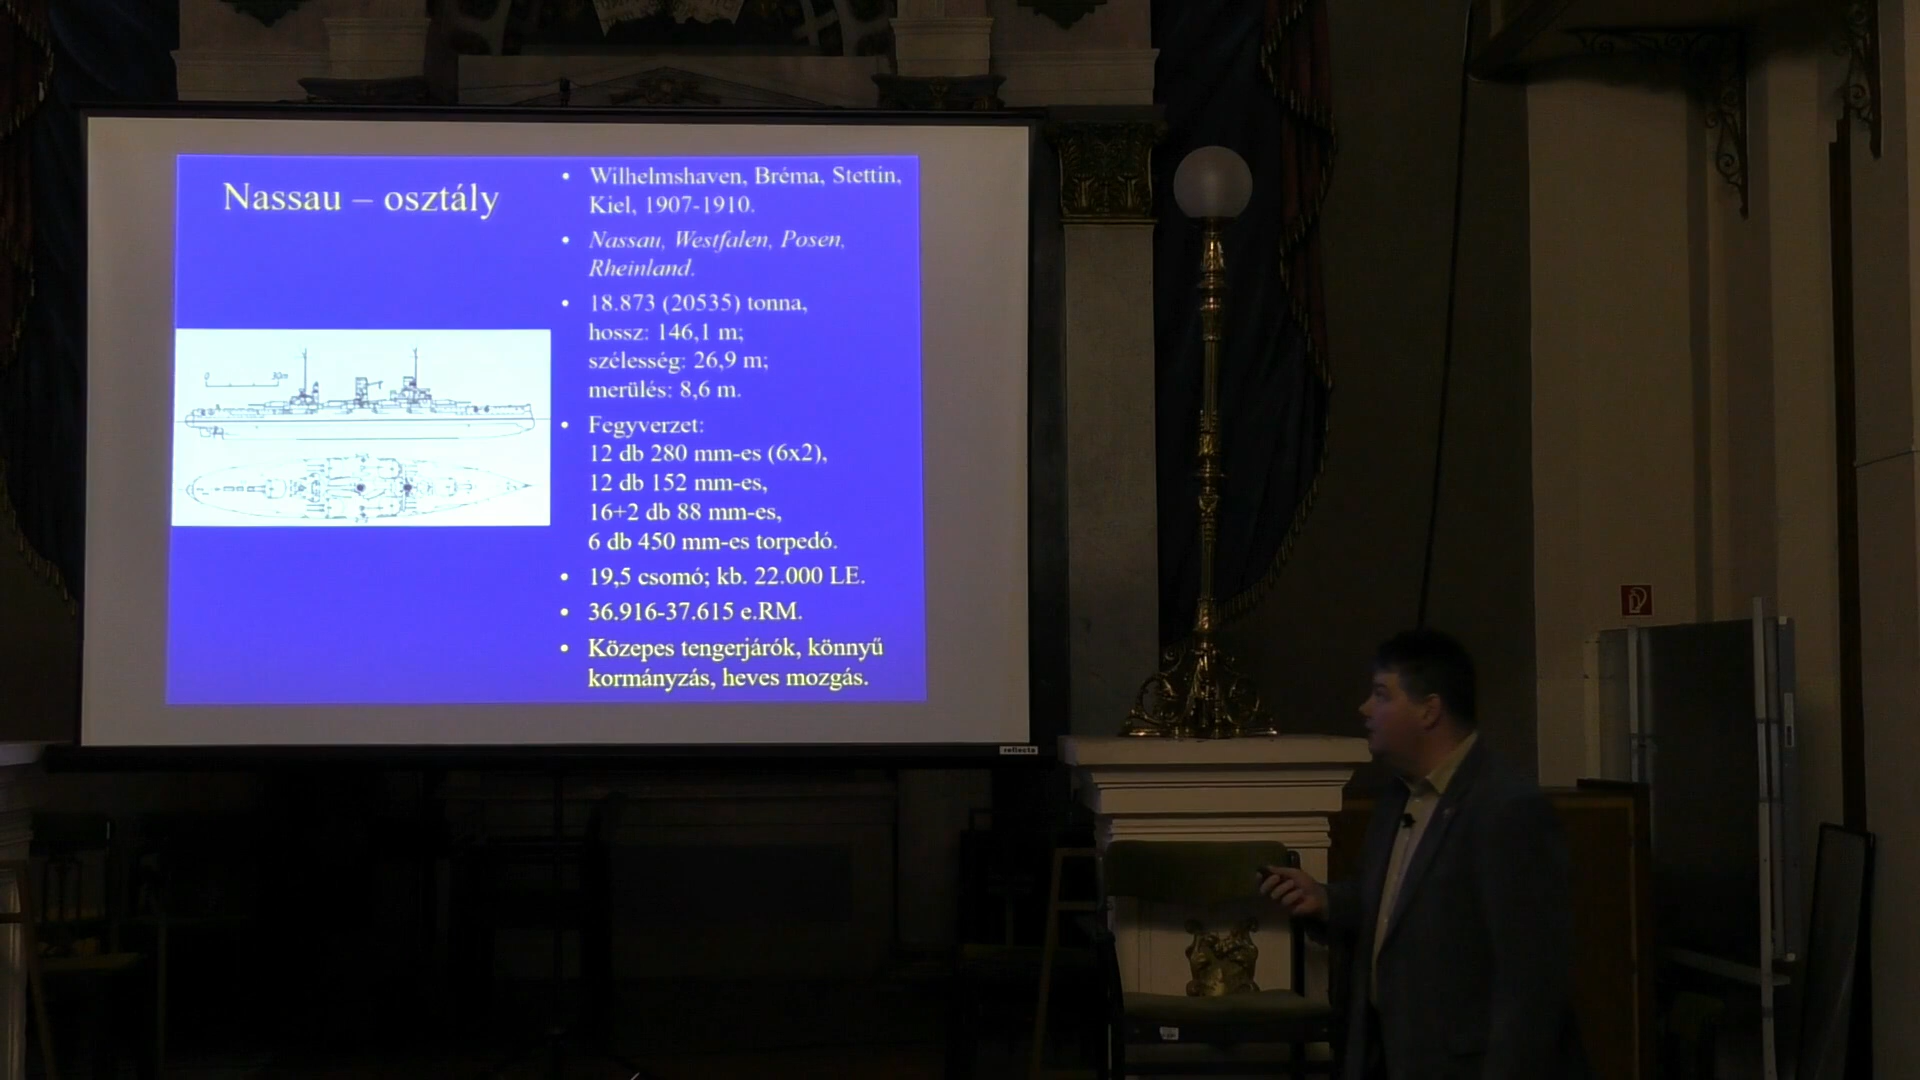 Nassau – osztály
• Wilhelmshaven, Bréma, Stettin,
Kiel, 1907-1910.
• Nassau, Westfalen, Posen,
Rheinland.
• 18.873 (20535) tonna,
hossz: 146,1 m;
szélesség: 26,9 m;
merülés: 8,6 m.
• Fegyverzet:
12 db 280 mm-es (6x2),
12 db 152 mm-es,
16+2 db 88 mm-es,
6 db 450 mm-es torpedó.
• 19,5 csomó; kb. 22.000 LE.
• 36.916-37.615 e.RM.
• Közepes tengerjárók, könnyű
kormányzás, heves mozgás.
0 30m
reflecta